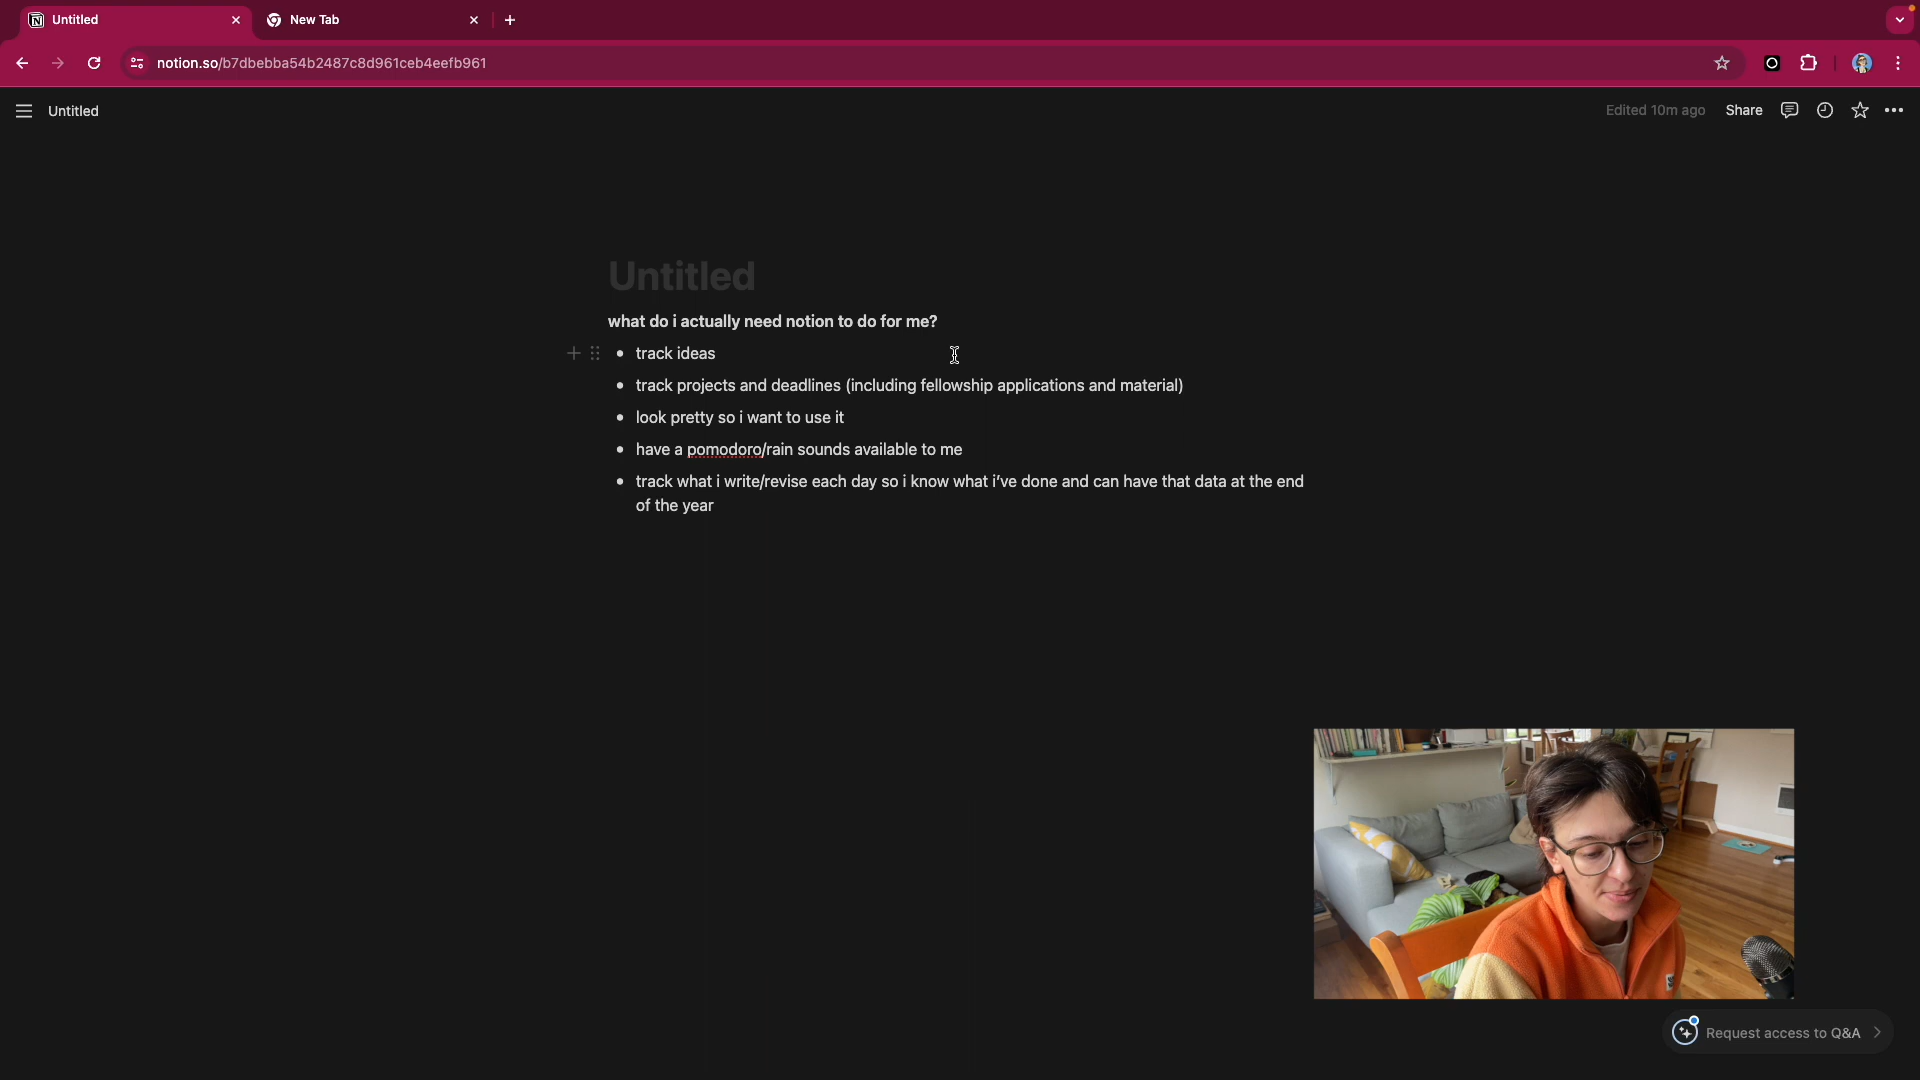 Untitled
New Tab
notion.so/b7dbebba54b2487c8d961ceb4eefb961
Untitled
Edited 10m ago
Share
Untitled
what do i actually need notion to do for me?
track ideas
track projects and deadlines (including fellowship applications and material)
look pretty so i want to use it
have a pomodoro/rain sounds available to me
track what i write/revise each day so i know what i've done and can have that data at the end
of the year
Request access to Q&A